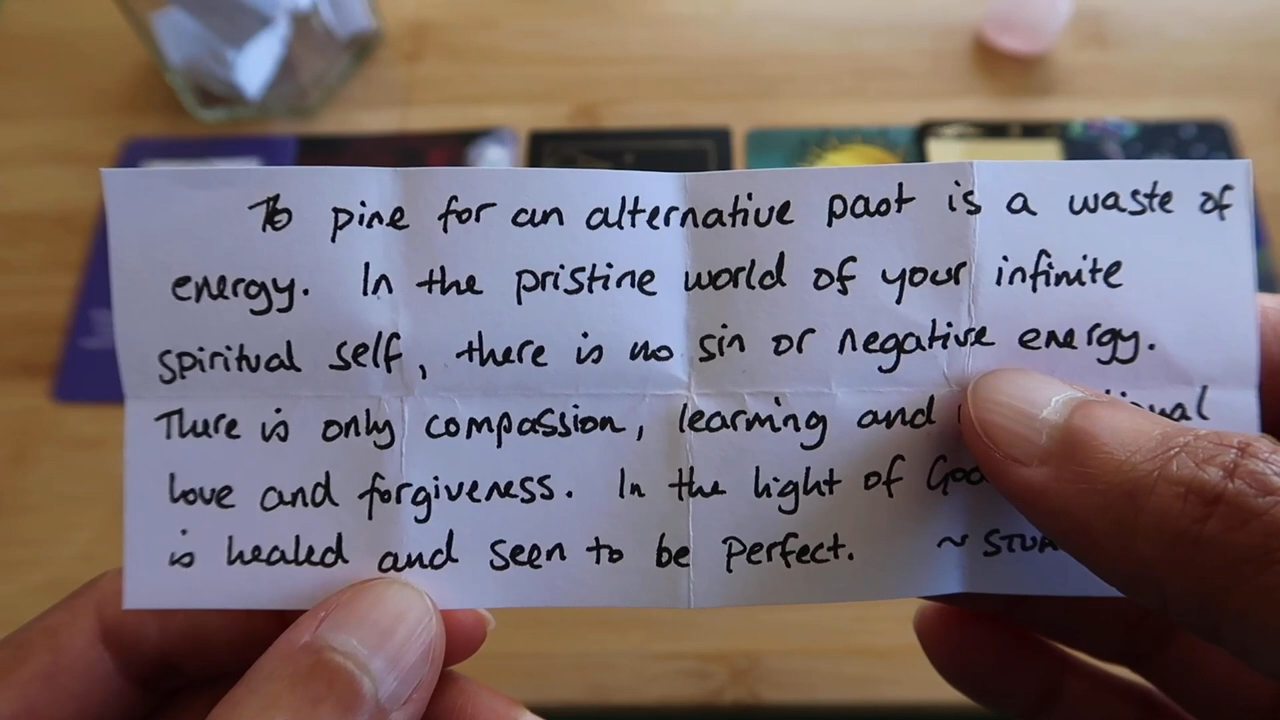 To pine for an alternative past is a waste of
energy. In the pristine world of your infinite
spiritual self, there is no sin or negative energy.
There is only compassion, learning and
love and forgiveness. In the light of
is healed and seen to be perfect. ~